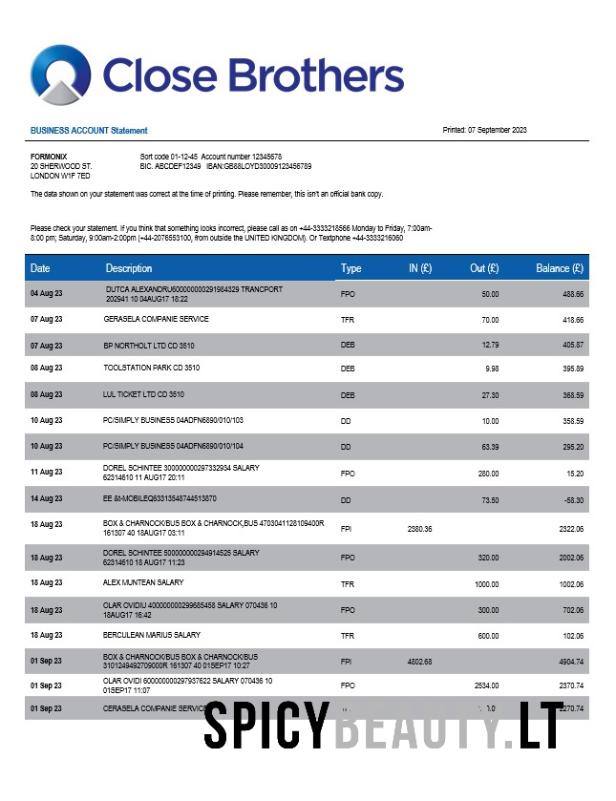 Close Brothers
BUSINESS ACCOUNT Statement
Printed: 07 September 2023
FORMONIX Sort code 01-12-45 Account number 12345678
20 SHERWOOD ST. BIC. ABCDEF12349 IBAN:GB88LOYD30009123456789
LONDON W1F 7ED
The data shown on your statement was correct at the time of printing. Please remember, this isn't an official bank copy.
Please check your statement. If you think that something looks incorrect, please call as on +44-3333218566 Monday to Friday, 7:00am-
8:00 pm; Saturday, 9:00am-2:00pm (+44-2076553100, from outside the UNITED KINGDOM). Or Textphone +44-3333216060
Date Description Type IN (£) Out (£) Balance (£)
04 Aug 23 DUTCA ALEXANDRU600000000291984329 TRANCPORT
202941 10 04AUG17 18:22 FPO 50.00 488.66
07 Aug 23 GERASELA COMPANIE SERVICE TFR 70.00 418.66
07 Aug 23 BP NORTHOLT LTD CD 3510 DEB 12.79 405.87
08 Aug 23 TOOLSTATION PARK CD 3510 DEB 9.98 395.89
08 Aug 23 LUL TICKET LTD CD 3510 DEB 27.30 368.59
10 Aug 23 PC/SIMPLY BUSINESS 04ADFN6890/010/103 DD 10.00 358.59
10 Aug 23 PC/SIMPLY BUSINESS 04ADFN6890/010/104 DD 63.39 295.20
11 Aug 23 DOREL SCHINTEE 300000000297332934 SALARY
62314610 11 AUG17 20:11 FPO 280.00 15.20
14 Aug 23 EE &t-MOBILEQ63313548744513870 DD 73.50 -58.30
18 Aug 23 BOX & CHARNOCK/BUS BOX & CHARNOCK,BUS 4703041128109400R
161307 40 18AUG17 03:11 FPI 2380.36 2322.06
18 Aug 23 DOREL SCHINTEE 500000000294914525 SALARY
62314610 18 AUG17 11:23 FPO 320.00 2002.06
18 Aug 23 ALEX MUNTEAN SALARY TFR 1000.00 1002.06
18 Aug 23 OLAR OVIDIU 400000000299685458 SALARY 070436 10
18AUG17 16:42 FPO 300.00 702.06
18 Aug 23 BERCULEAN MARIUS SALARY TFR 600.00 102.06
01 Sep 23 BOX & CHARNOCK/BUS BOX & CHARNOCK/BUS
3101249492709000R 161307 40 01SEP17 10:27 FPI 4802.68 4904.74
01 Sep 23 OLAR OVIDI 600000000297937622 SALARY 070436 10
01SEP17 11:07 FPO 2534.00 2370.74
01 Sep 23 CERASELA COMPANIE SERVICE 2270.74
SPICYBEAUTY.LT